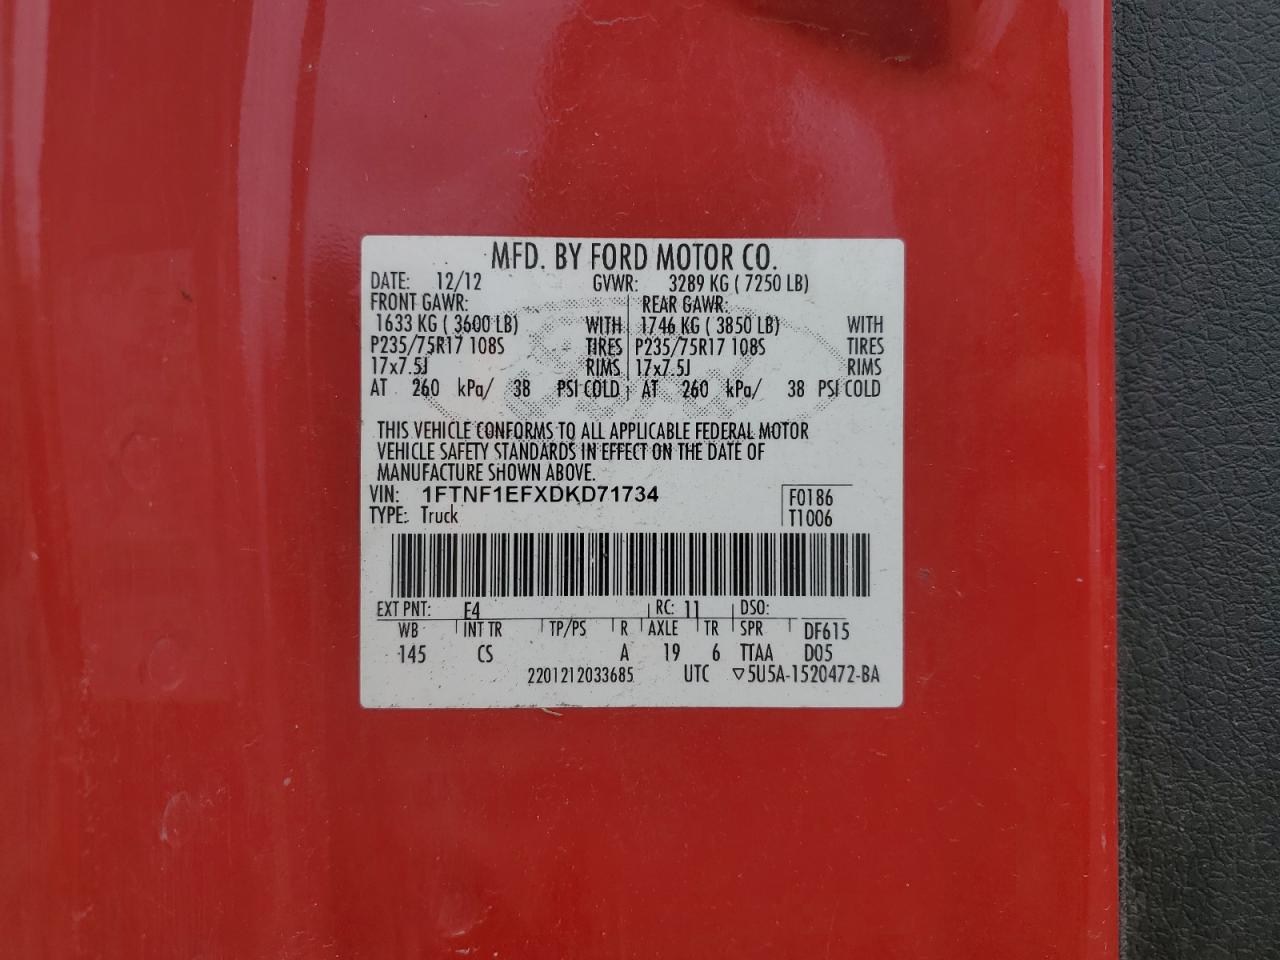 MFD. BY FORD MOTOR CO.
DATE: 12/12 GVWR: 3289 KG ( 7250 LB)
FRONT GAWR: REAR GAWR:
1633 KG ( 3600 LB) WITH 1746 KG ( 3850 LB) WITH
P235/75R17 108S TIRES P235/75R17 108S TIRES
17x7.5J RIMS 17x7.5J RIMS
AT 260 kPa/ 38 PSI COLD AT 260 kPa/ 38 PSI COLD
THIS VEHICLE CONFORMS TO ALL APPLICABLE FEDERAL MOTOR
VEHICLE SAFETY STANDARDS IN EFFECT ON THE DATE OF
MANUFACTURE SHOWN ABOVE.
VIN: 1FTNF1EFXDKD71734 F0186
TYPE: Truck T1006
EXT PNT: E4 RC: 11 DSO:
WB INT TR TP/PS R AXLE TR SPR DF615
145 CS A 19 6 TTAA D05
2201212033685 UTC ▽5U5A-1520472-BA